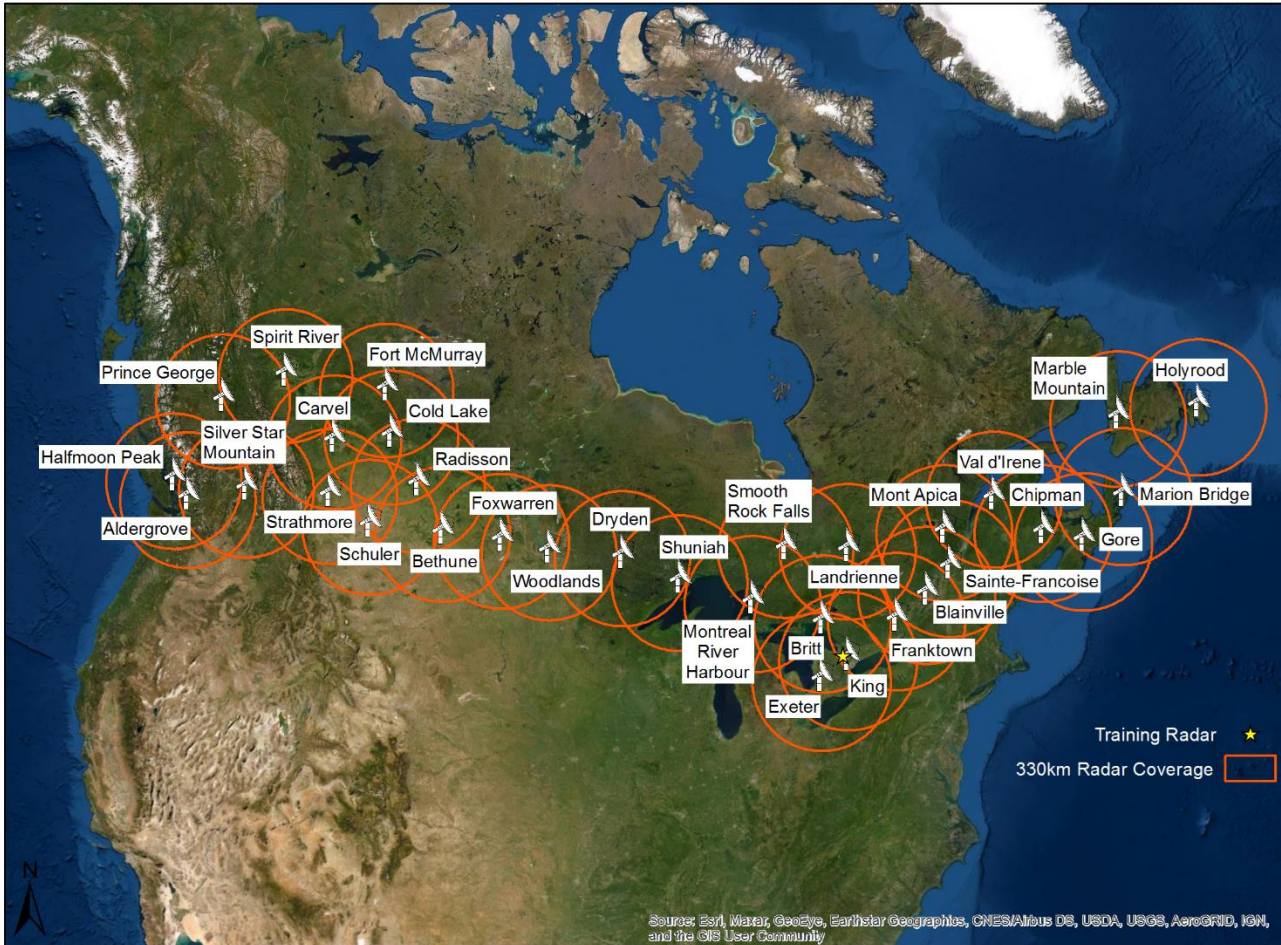 Spirit River
Fort McMurray
Prince George
Marble
Mountain
Holyrood
Carvel
Cold Lake
Silver Star
Mountain
Halfmoon Peak
Radisson
Val d'Irene
Smooth
Rock Falls
Mont Apica
Chipman
Marion Bridge
Foxwarren
Dryden
Aldergrove
Strathmore
Gore
Schuler
Shuniah
Bethune
Woodlands
Landrienne
Sainte-Francoise
Blainville
Montreal
River
Harbour
Britt
Franktown
King
Exeter
Training Radar
330km Radar Coverage
N
Source: Esri, Maxar, GeoEye, Earthstar Geographics, CNES/Airbus DS, USDA, USGS, AeroGRID, IGN,
and the GIS User Community